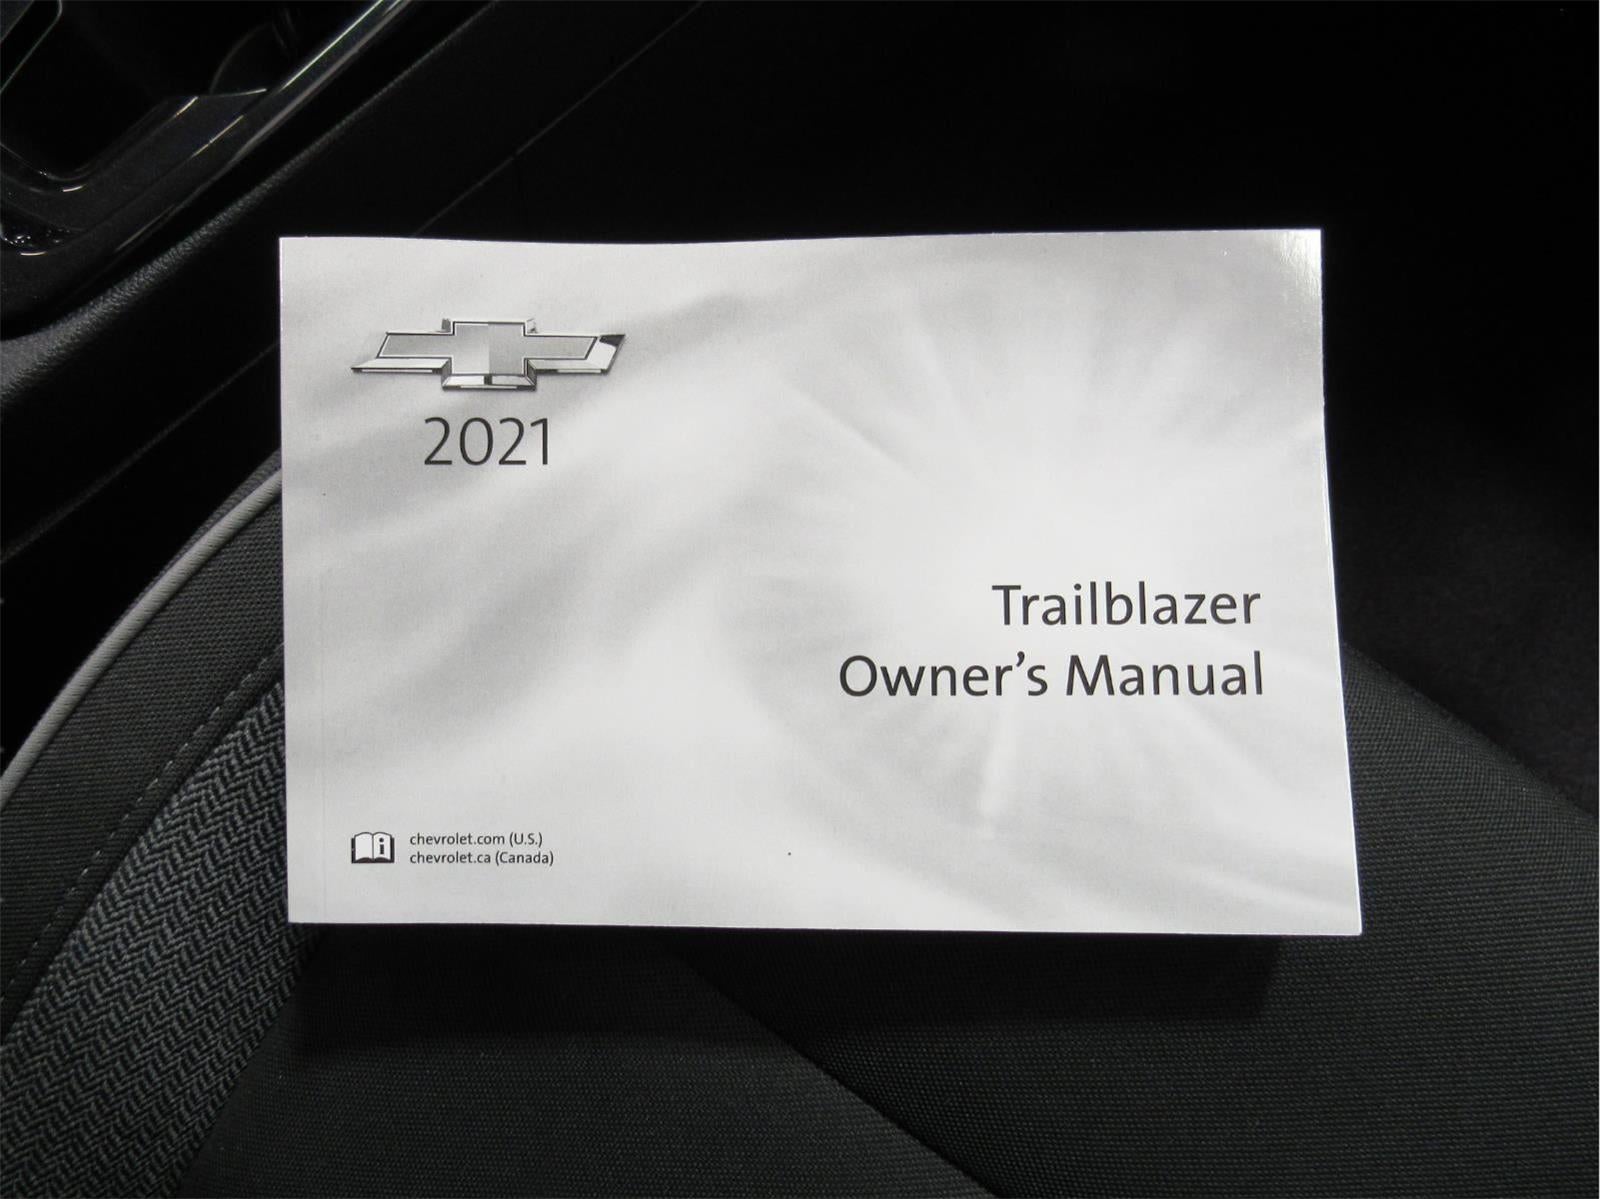 2021
Trailblazer
Owner's Manual
chevrolet.com (U.S.)
chevrolet.ca (Canada)